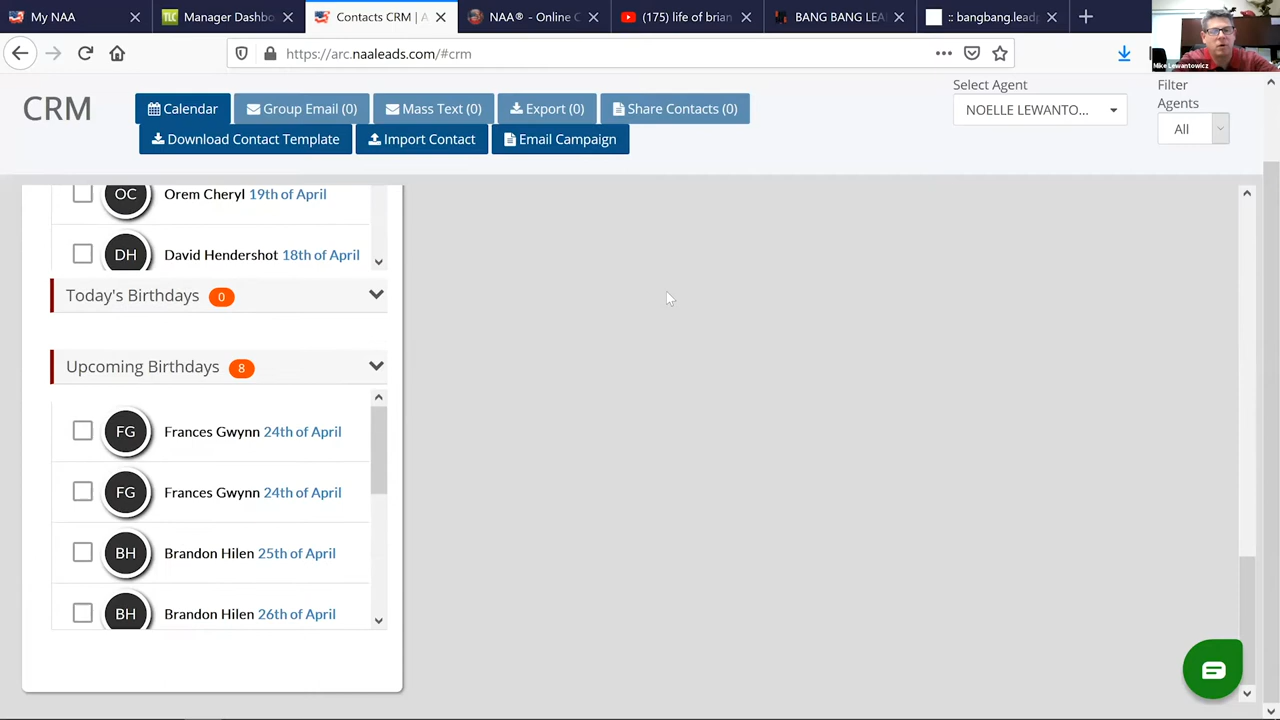 My NAA
Manager Dashbo
Contacts CRM | A
NAA® - Online C
(175) life of brian
BANG BANG LEA
:: bangbang.leadp
https://arc.naaleads.com/#crm
Mike Lewantowicz
CRM
Calendar
Group Email (0)
Mass Text (0)
Export (0)
Share Contacts (0)
Download Contact Template
Import Contact
Email Campaign
Select Agent
NOELLE LEWANTO...
Filter
Agents
All
OC Orem Cheryl 19th of April
DH David Hendershot 18th of April
Today's Birthdays 0
Upcoming Birthdays 8
FG Frances Gwynn 24th of April
FG Frances Gwynn 24th of April
BH Brandon Hilen 25th of April
BH Brandon Hilen 26th of April